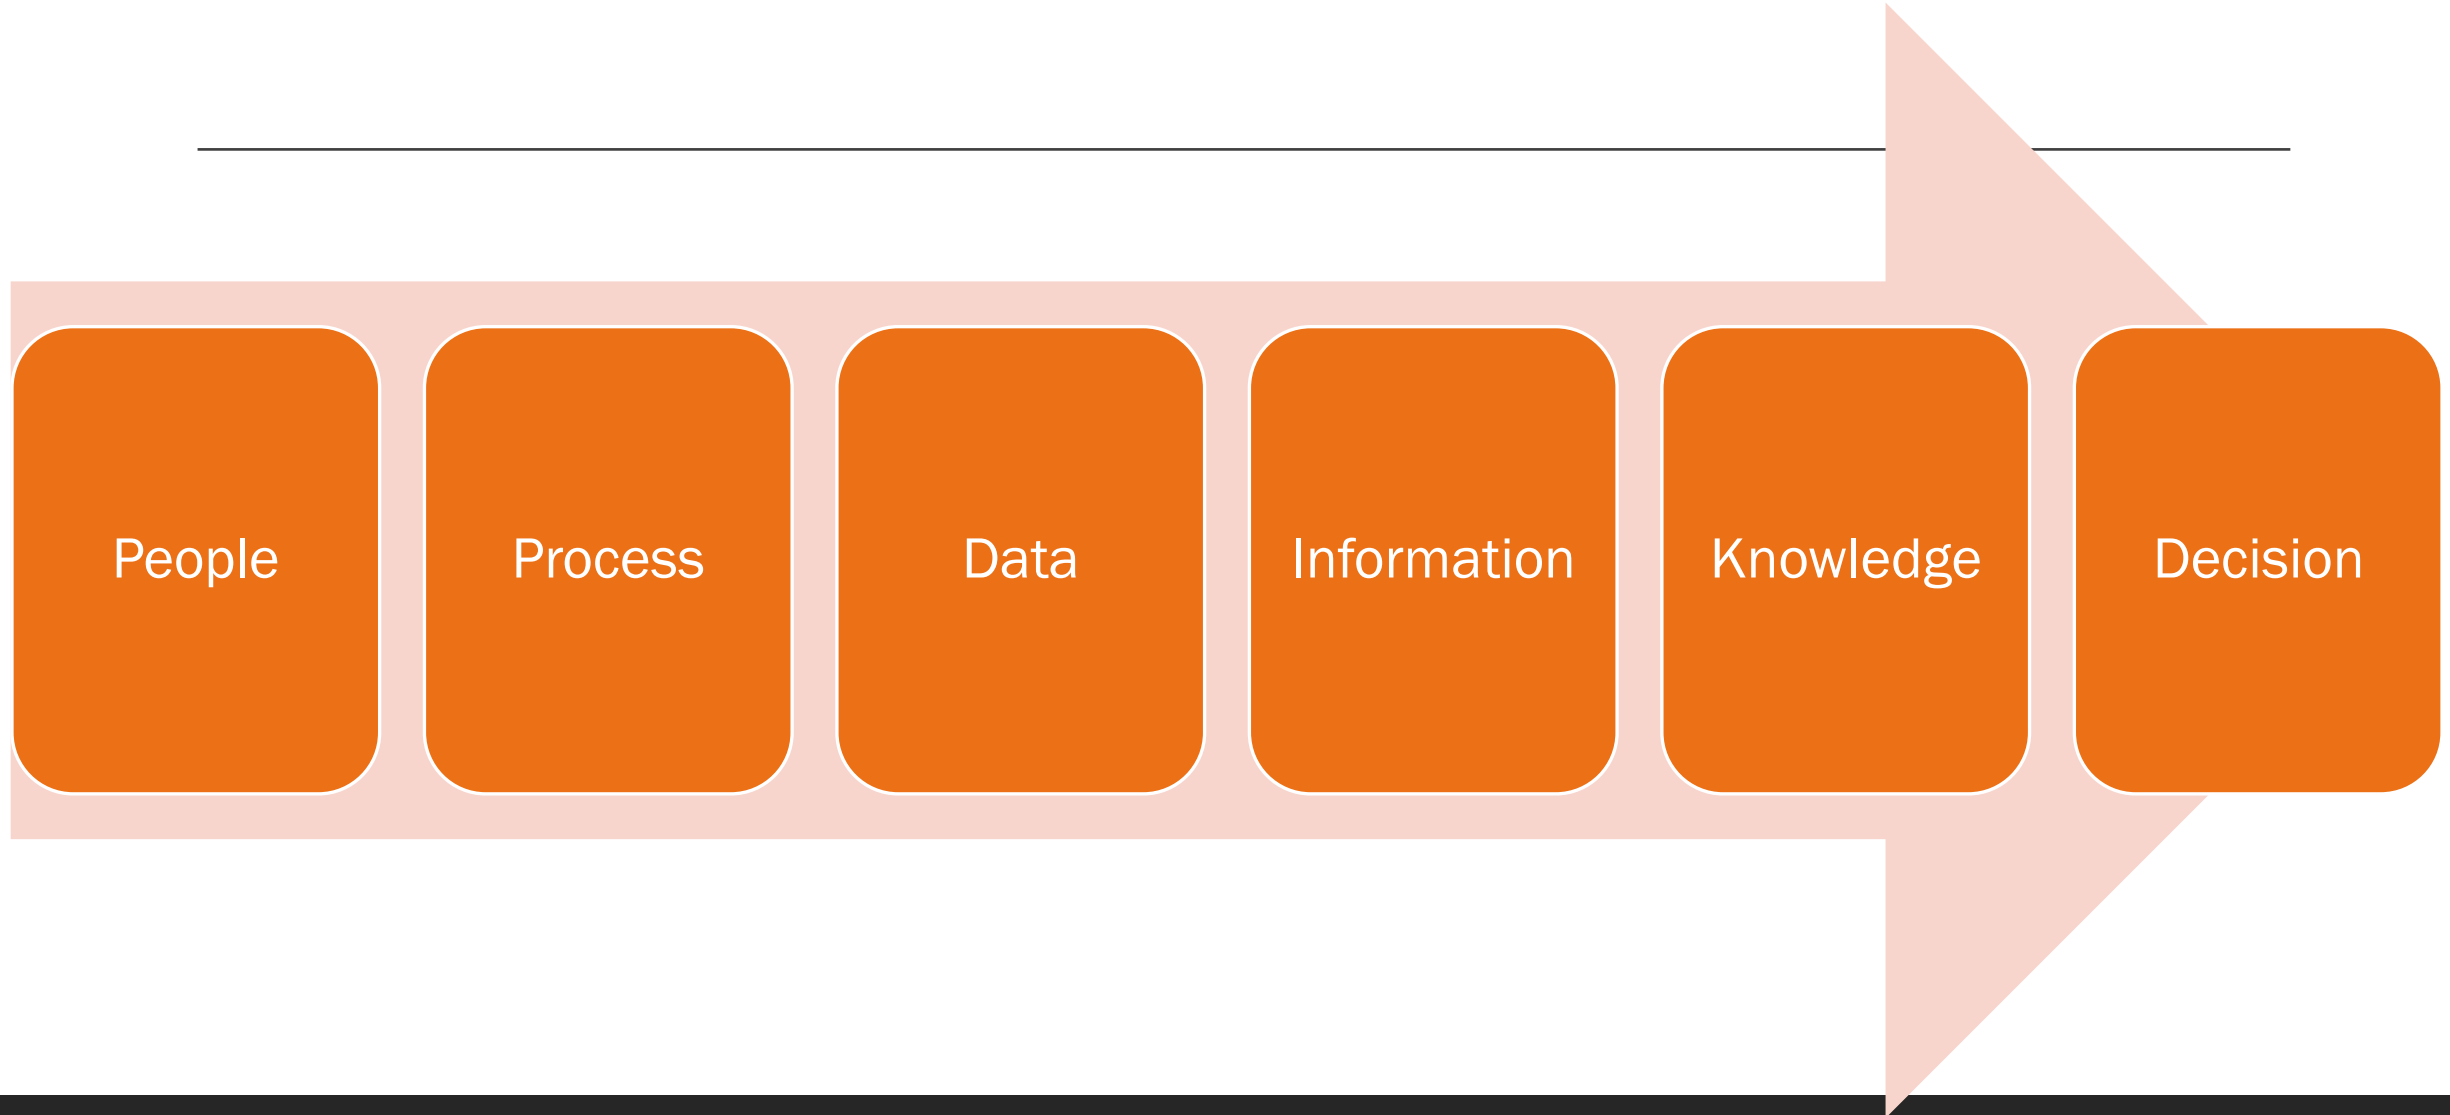 People
Process
Data
Information
Knowledge
Decision